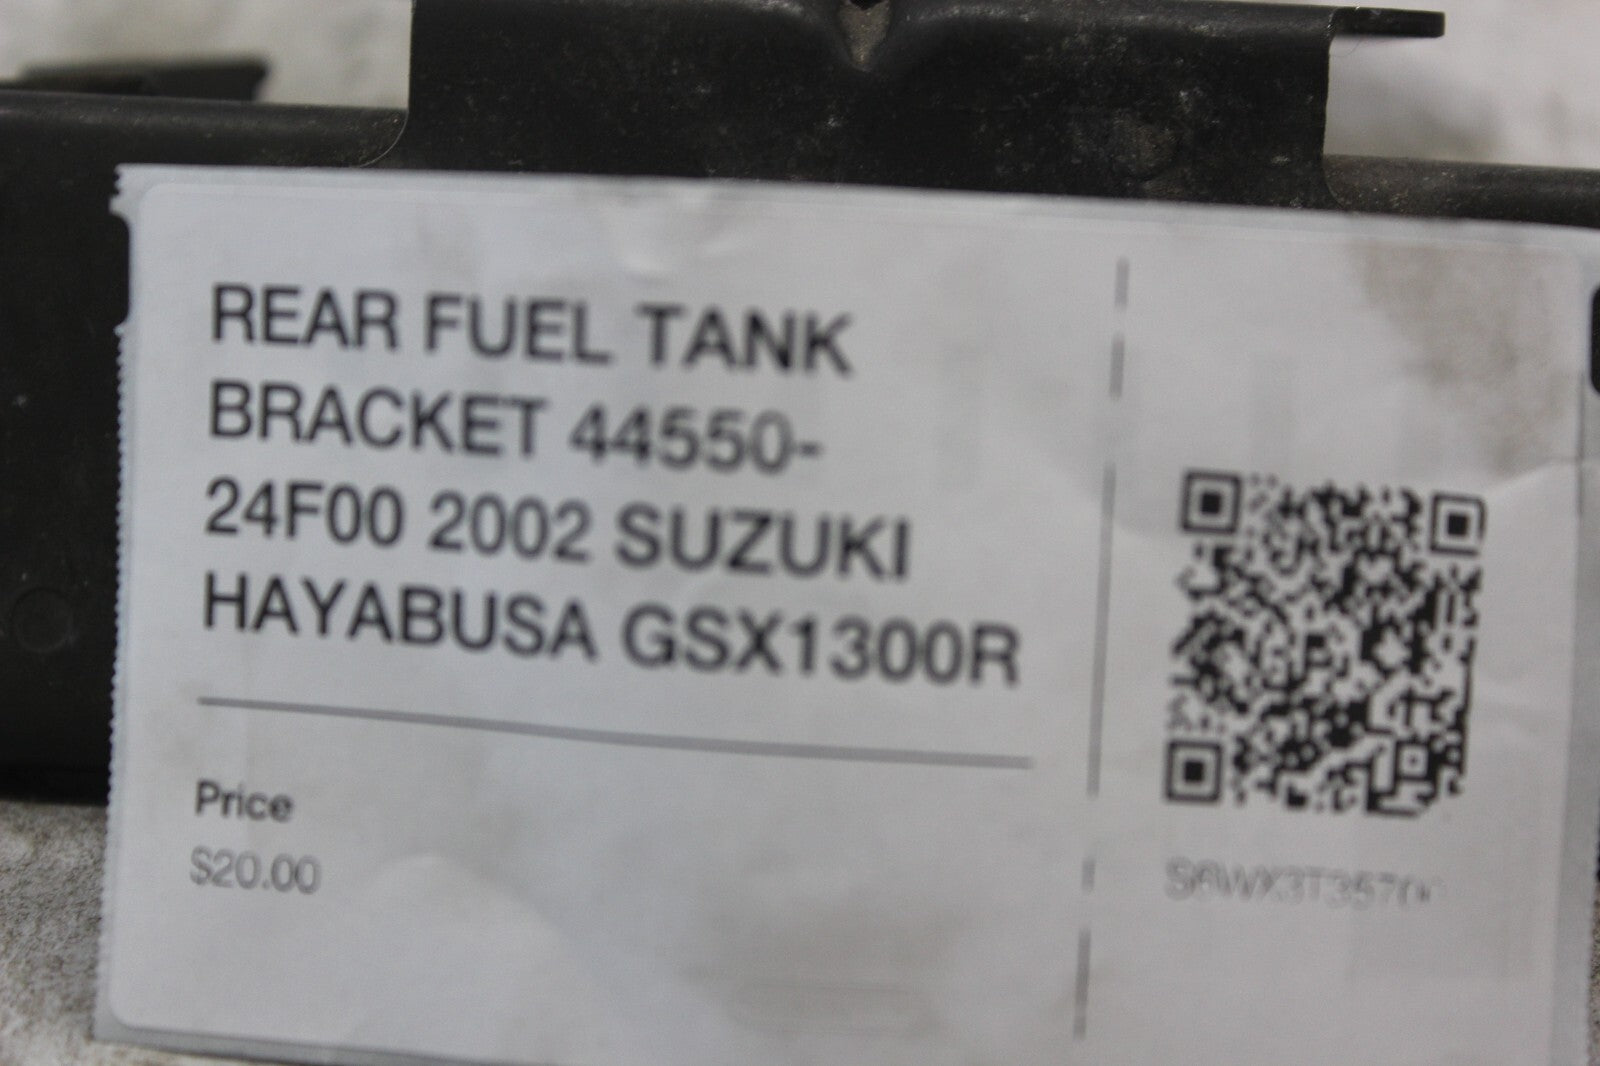 REAR FUEL TANK
BRACKET 44550-
24F00 2002 SUZUKI
HAYABUSA GSX1300R
Price
$20.00